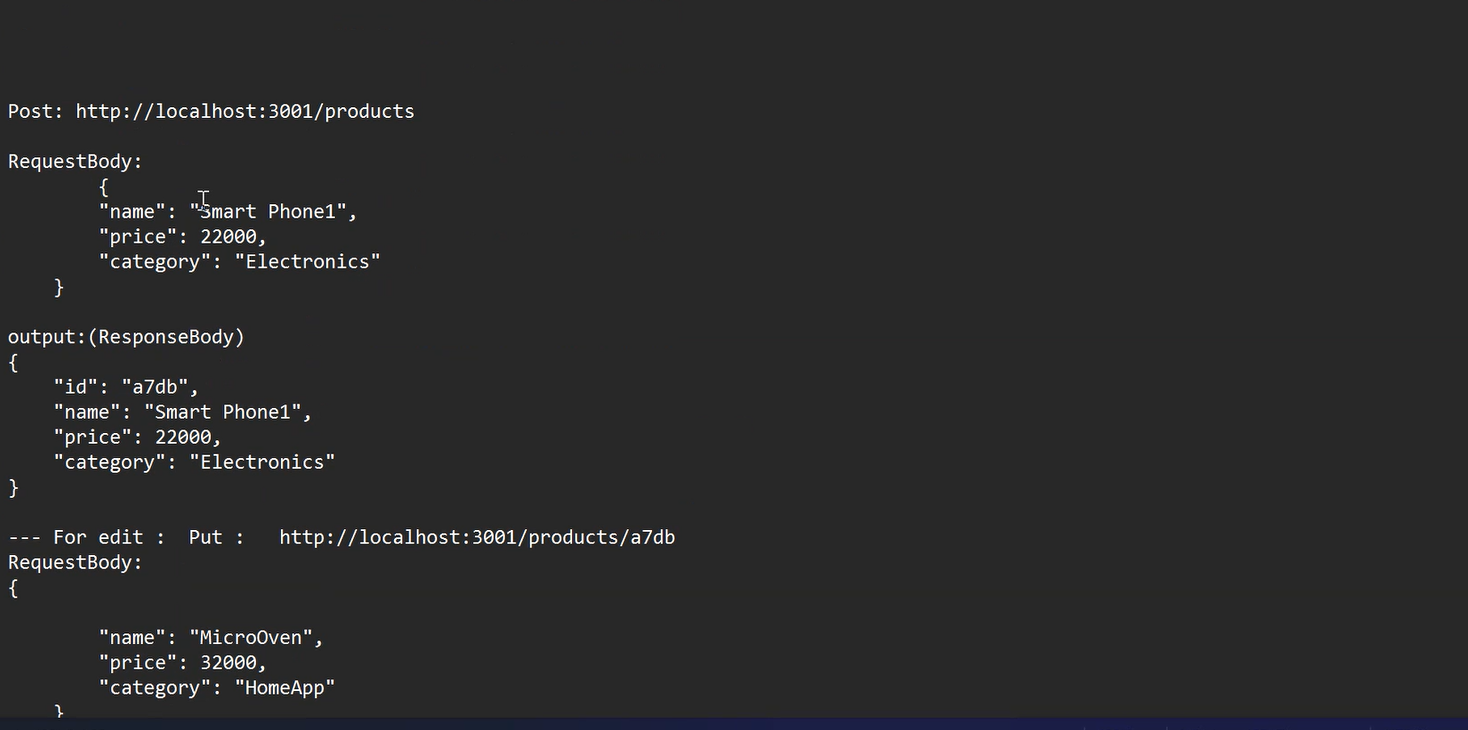 Post: http://localhost:3001/products
RequestBody:
{
"name": "Smart Phone1",
"price": 22000,
"category": "Electronics"
}
output:(ResponseBody)
{
"id": "a7db",
"name": "Smart Phone1",
"price": 22000,
"category": "Electronics"
}
--- For edit :  Put :   http://localhost:3001/products/a7db
RequestBody:
{
"name": "MicroOven",
"price": 32000,
"category": "HomeApp"
}